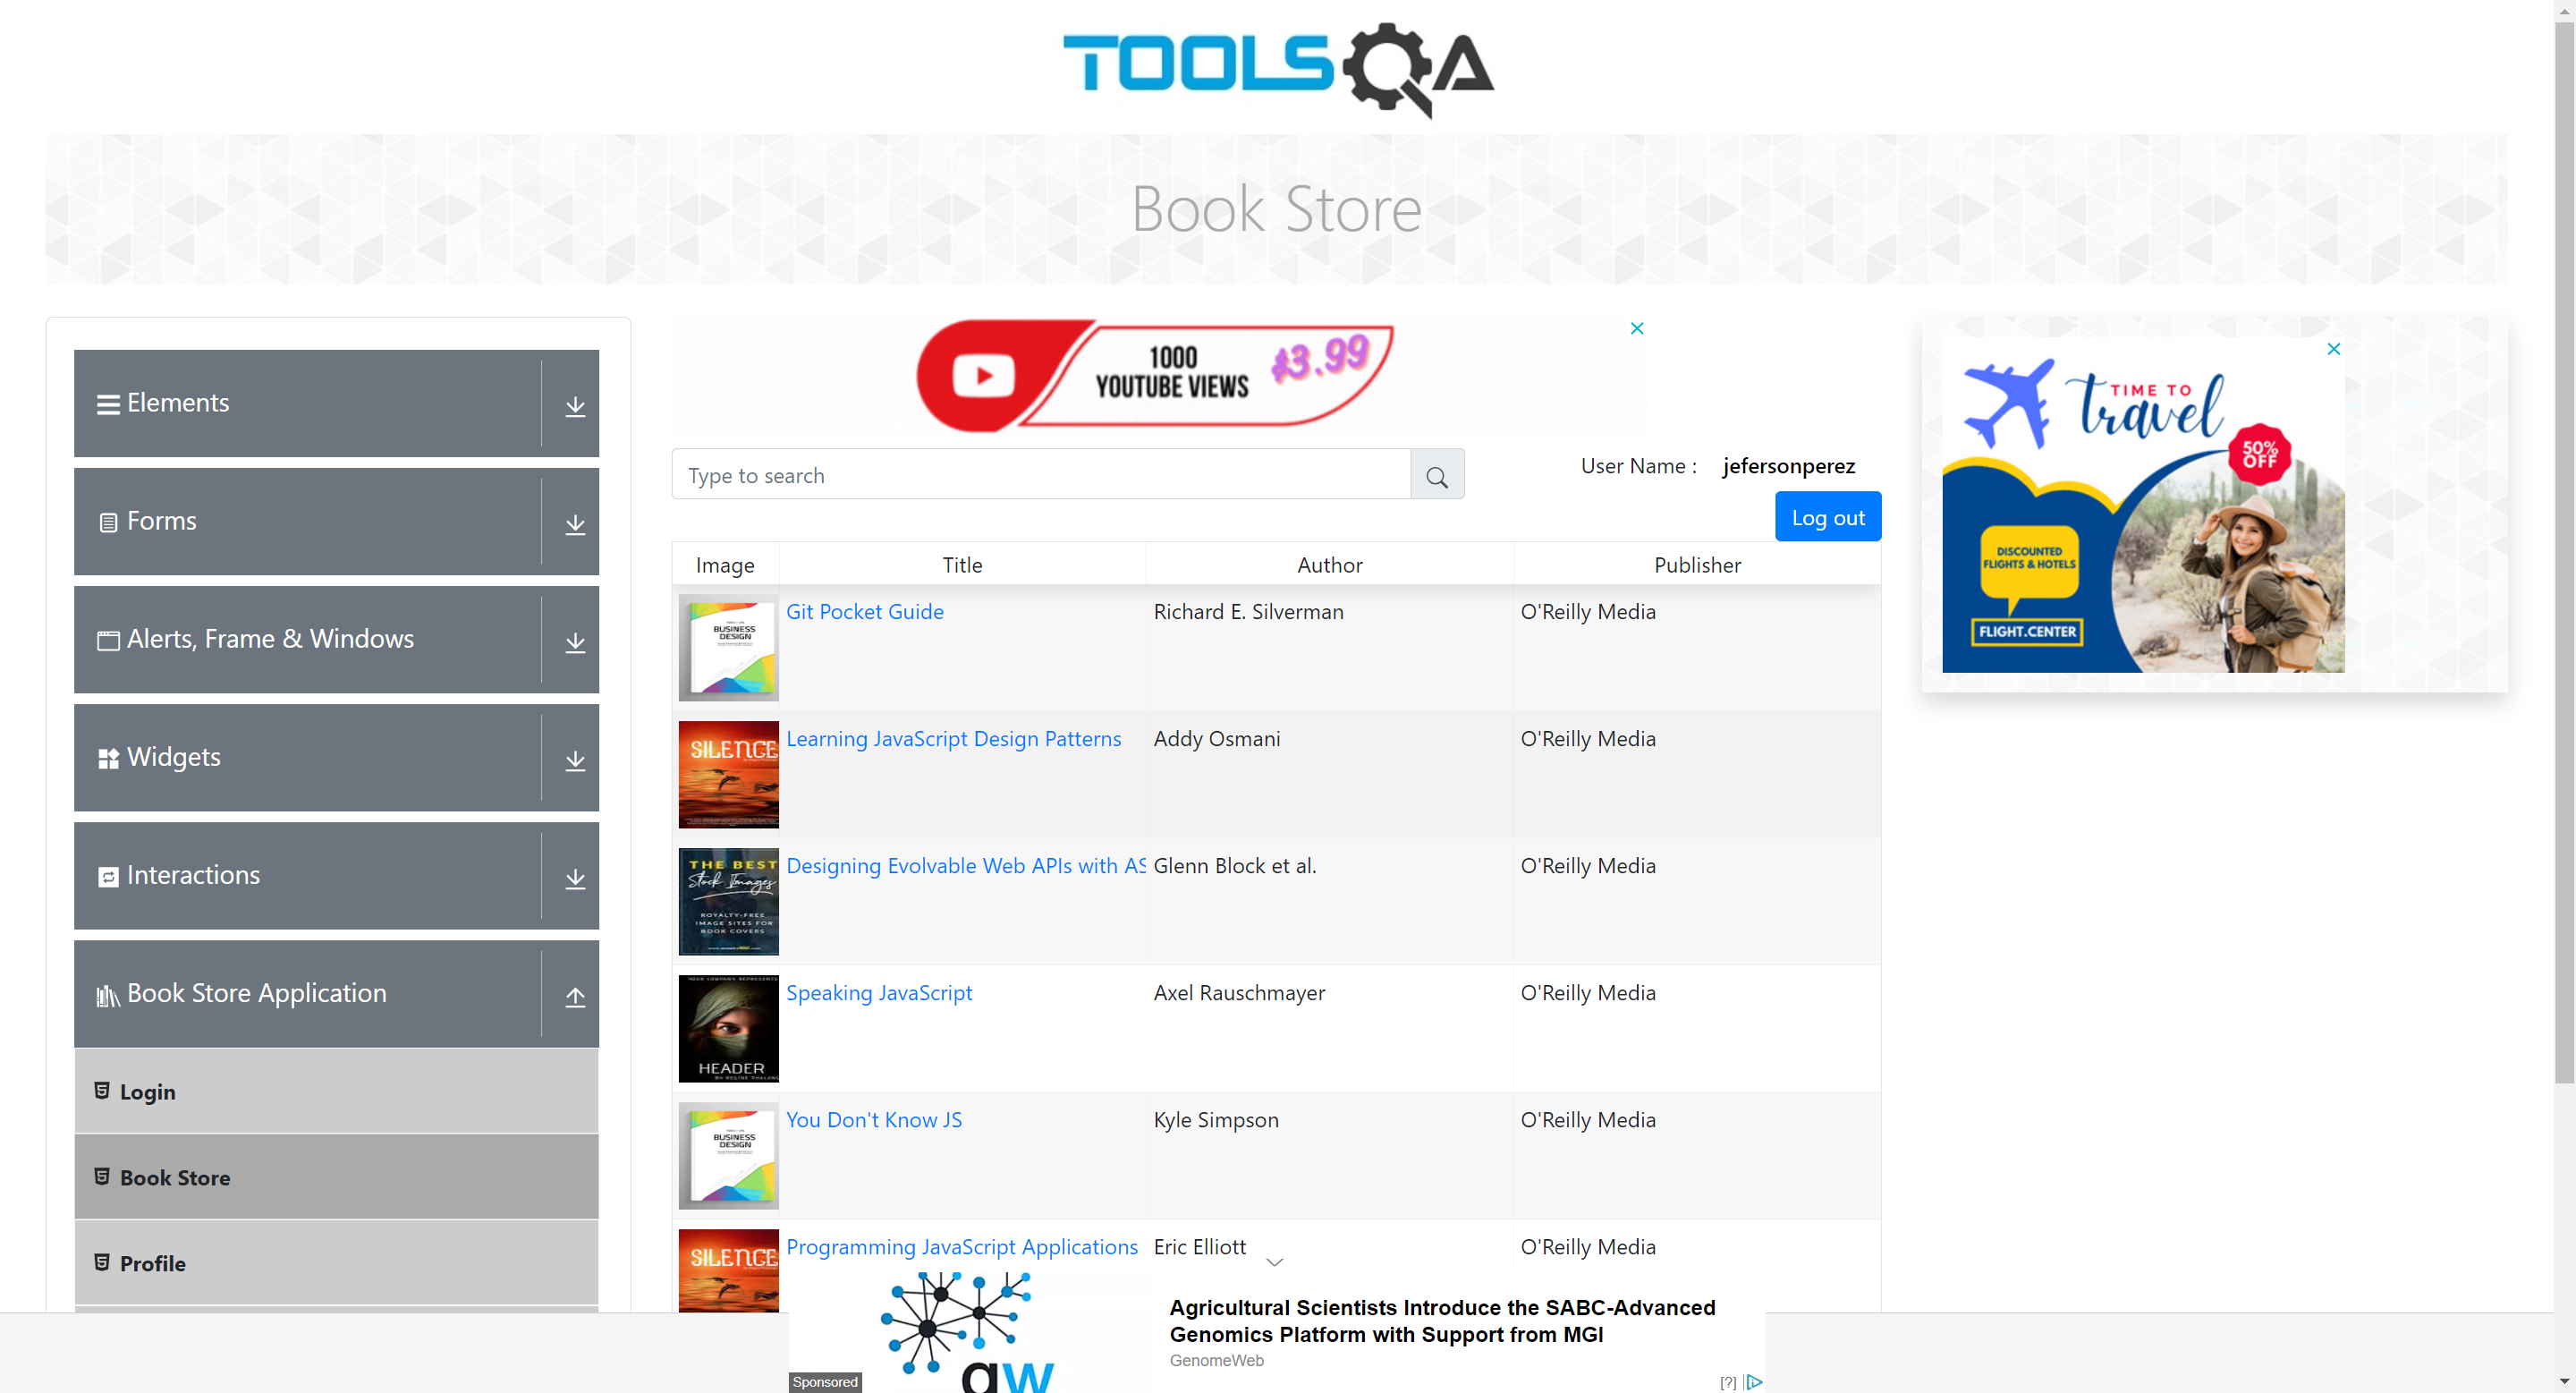 TOOLSQA
Book Store
Elements
Forms
Alerts, Frame & Windows
Widgets
Interactions
Book Store Application
Login
Book Store
Profile
1000
YOUTUBE VIEWS
$3.99
Type to search
User Name :
jefersonperez
Log out
Image Title Author Publisher
BUSINESS
DESIGN
Git Pocket Guide Richard E. Silverman O'Reilly Media
SILENCE
Learning JavaScript Design Patterns Addy Osmani O'Reilly Media
THE BEST
Stock Images
ROYALTY-FREE
IMAGE SITES FOR
BOOK COVERS
Designing Evolvable Web APIs with AS Glenn Block et al. O'Reilly Media
YOUR COMPANY REPRESENTS
HEADER
Speaking JavaScript Axel Rauschmayer O'Reilly Media
BUSINESS
DESIGN
You Don't Know JS Kyle Simpson O'Reilly Media
SILENCE
Programming JavaScript Applications Eric Elliott O'Reilly Media
TIME TO
travel
50%
OFF
DISCOUNTED
FLIGHTS & HOTELS
FLIGHT.CENTER
gw
Agricultural Scientists Introduce the SABC-Advanced
Genomics Platform with Support from MGI
GenomeWeb
Sponsored
[?]